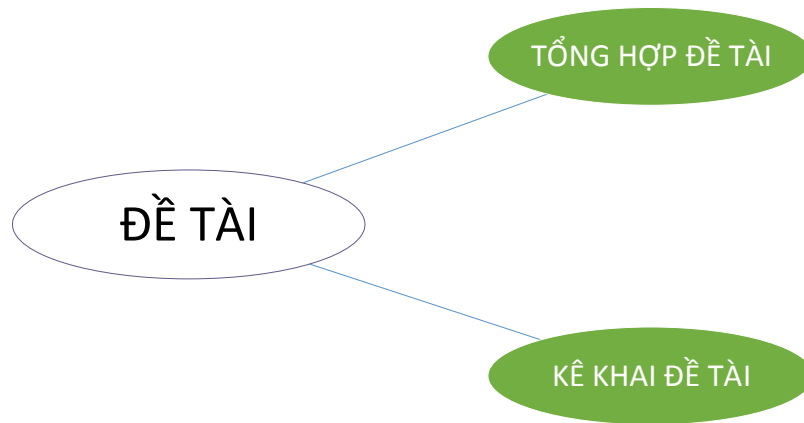 TỔNG HỢP ĐỀ TÀI
ĐỀ TÀI
KÊ KHAI ĐỀ TÀI